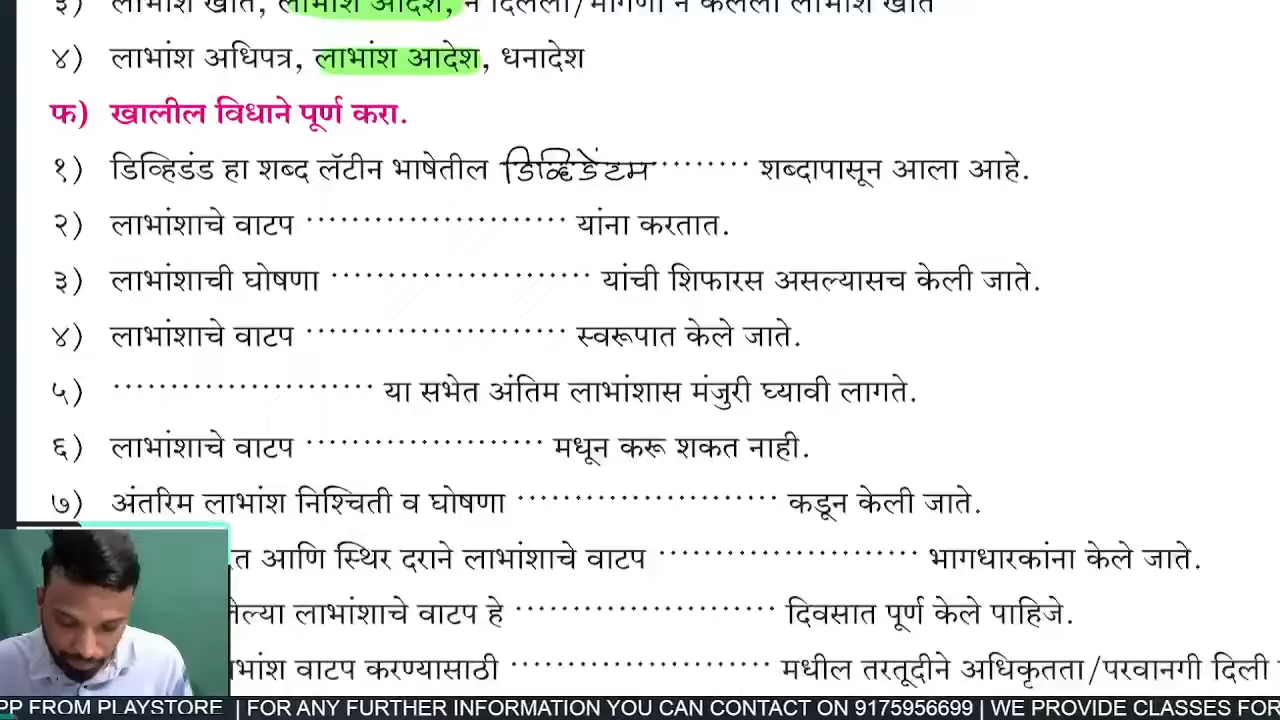 ३) लाभांश खाते, लाभांश आदेश, न दिलेला/मागणी न केलेला लाभांश खाते
४) लाभांश अधिपत्र, लाभांश आदेश, धनादेश
फ) खालील विधाने पूर्ण करा.
१) डिव्हिडंड हा शब्द लॅटीन भाषेतील डिव्हिडेंटम ......... शब्दापासून आला आहे.
२) लाभांशाचे वाटप ....................... यांना करतात.
३) लाभांशाची घोषणा ....................... यांची शिफारस असल्यासच केली जाते.
४) लाभांशाचे वाटप ....................... स्वरूपात केले जाते.
५) ....................... या सभेत अंतिम लाभांशास मंजुरी घ्यावी लागते.
६) लाभांशाचे वाटप ..................... मधून करू शकत नाही.
७) अंतरिम लाभांश निश्चिती व घोषणा ....................... कडून केली जाते.
त आणि स्थिर दराने लाभांशाचे वाटप ....................... भागधारकांना केले जाते.
लेल्या लाभांशाचे वाटप हे ....................... दिवसात पूर्ण केले पाहिजे.
भांश वाटप करण्यासाठी ....................... मधील तरतूदीने अधिकृतता/परवानगी दिली
PP FROM PLAYSTORE | FOR ANY FURTHER INFORMATION YOU CAN CONTACT ON 9175956699 | WE PROVIDE CLASSES FOR